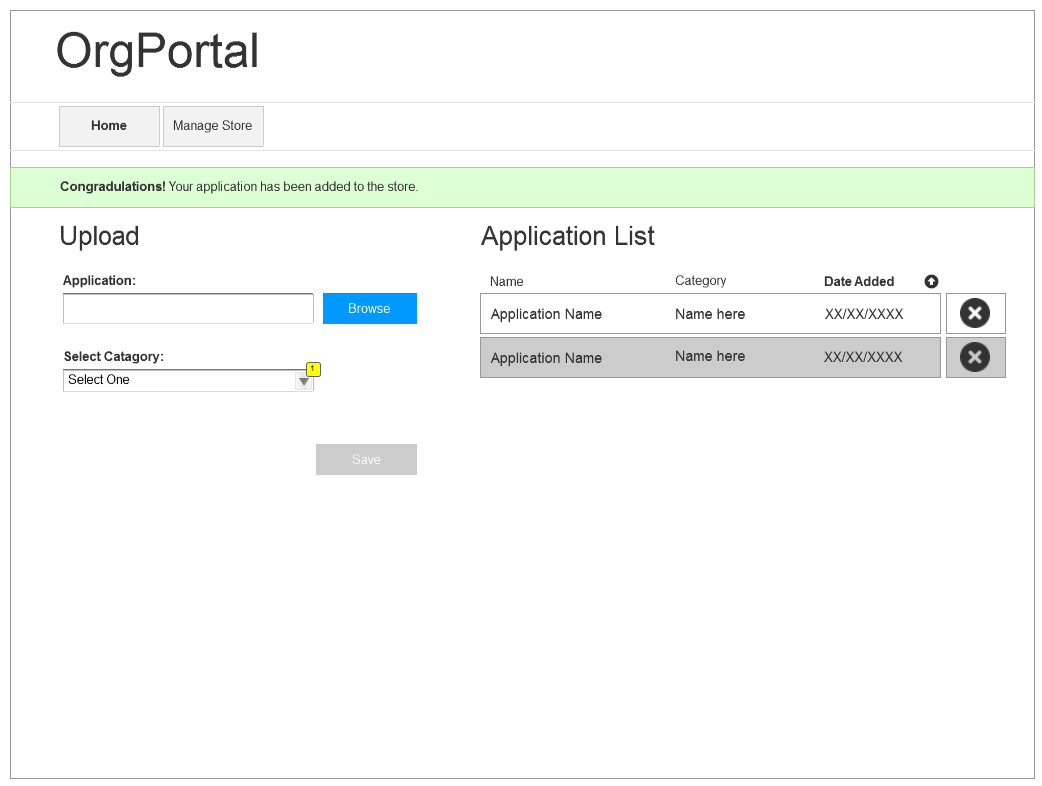 OrgPortal
Home
Manage Store
Congradulations! Your application has been added to the store.
Upload
Application:
Browse
Select Catagory:
1
Select One
Save
Application List
Name Category Date Added
Application Name Name here XX/XX/XXXX
Application Name Name here XX/XX/XXXX